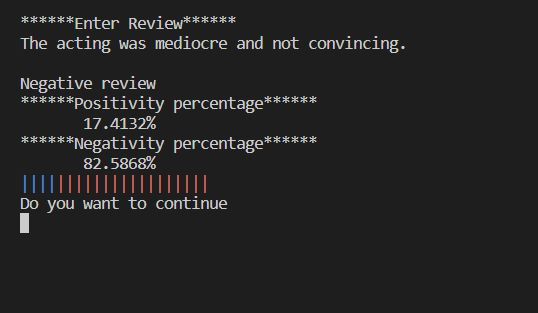 ******Enter Review******
The acting was mediocre and not convincing.
Negative review
******Positivity percentage******
17.4132%
******Negativity percentage******
82.5868%
|||||||||||||||||||||
Do you want to continue